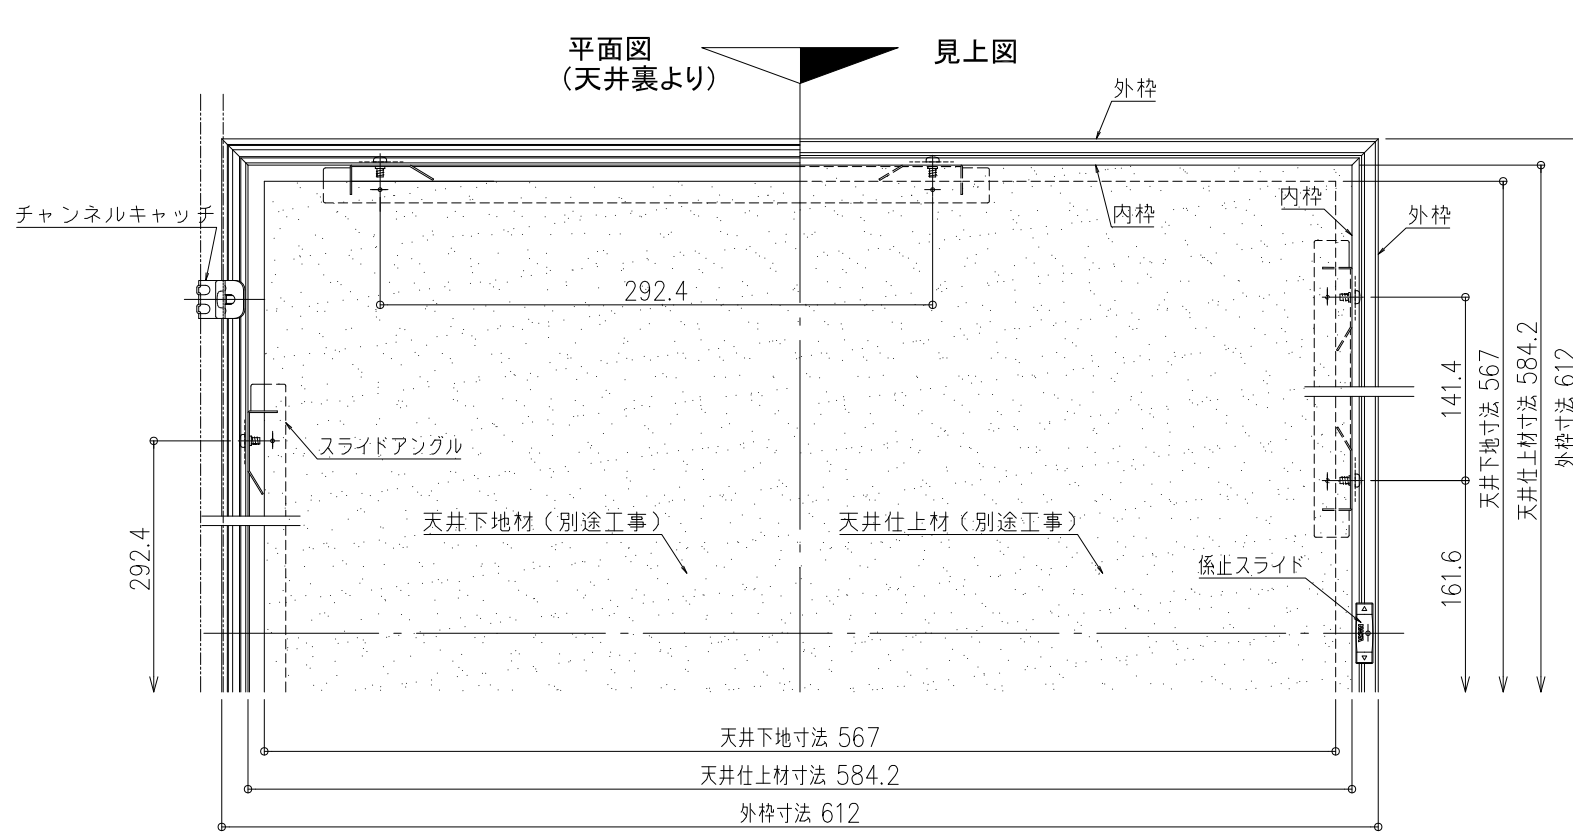 平面図
(天井裏より)
見上図
外枠
チャンネルキャッチ
内枠
内枠
外枠
292.4
141.4
天井下地寸法 567
天井仕上材寸法 584.2
外枠寸法 612
スライドアングル
292.4
天井下地材(別途工事)
天井仕上材(別途工事)
係止スライド
161.6
天井下地寸法 567
天井仕上材寸法 584.2
外枠寸法 612